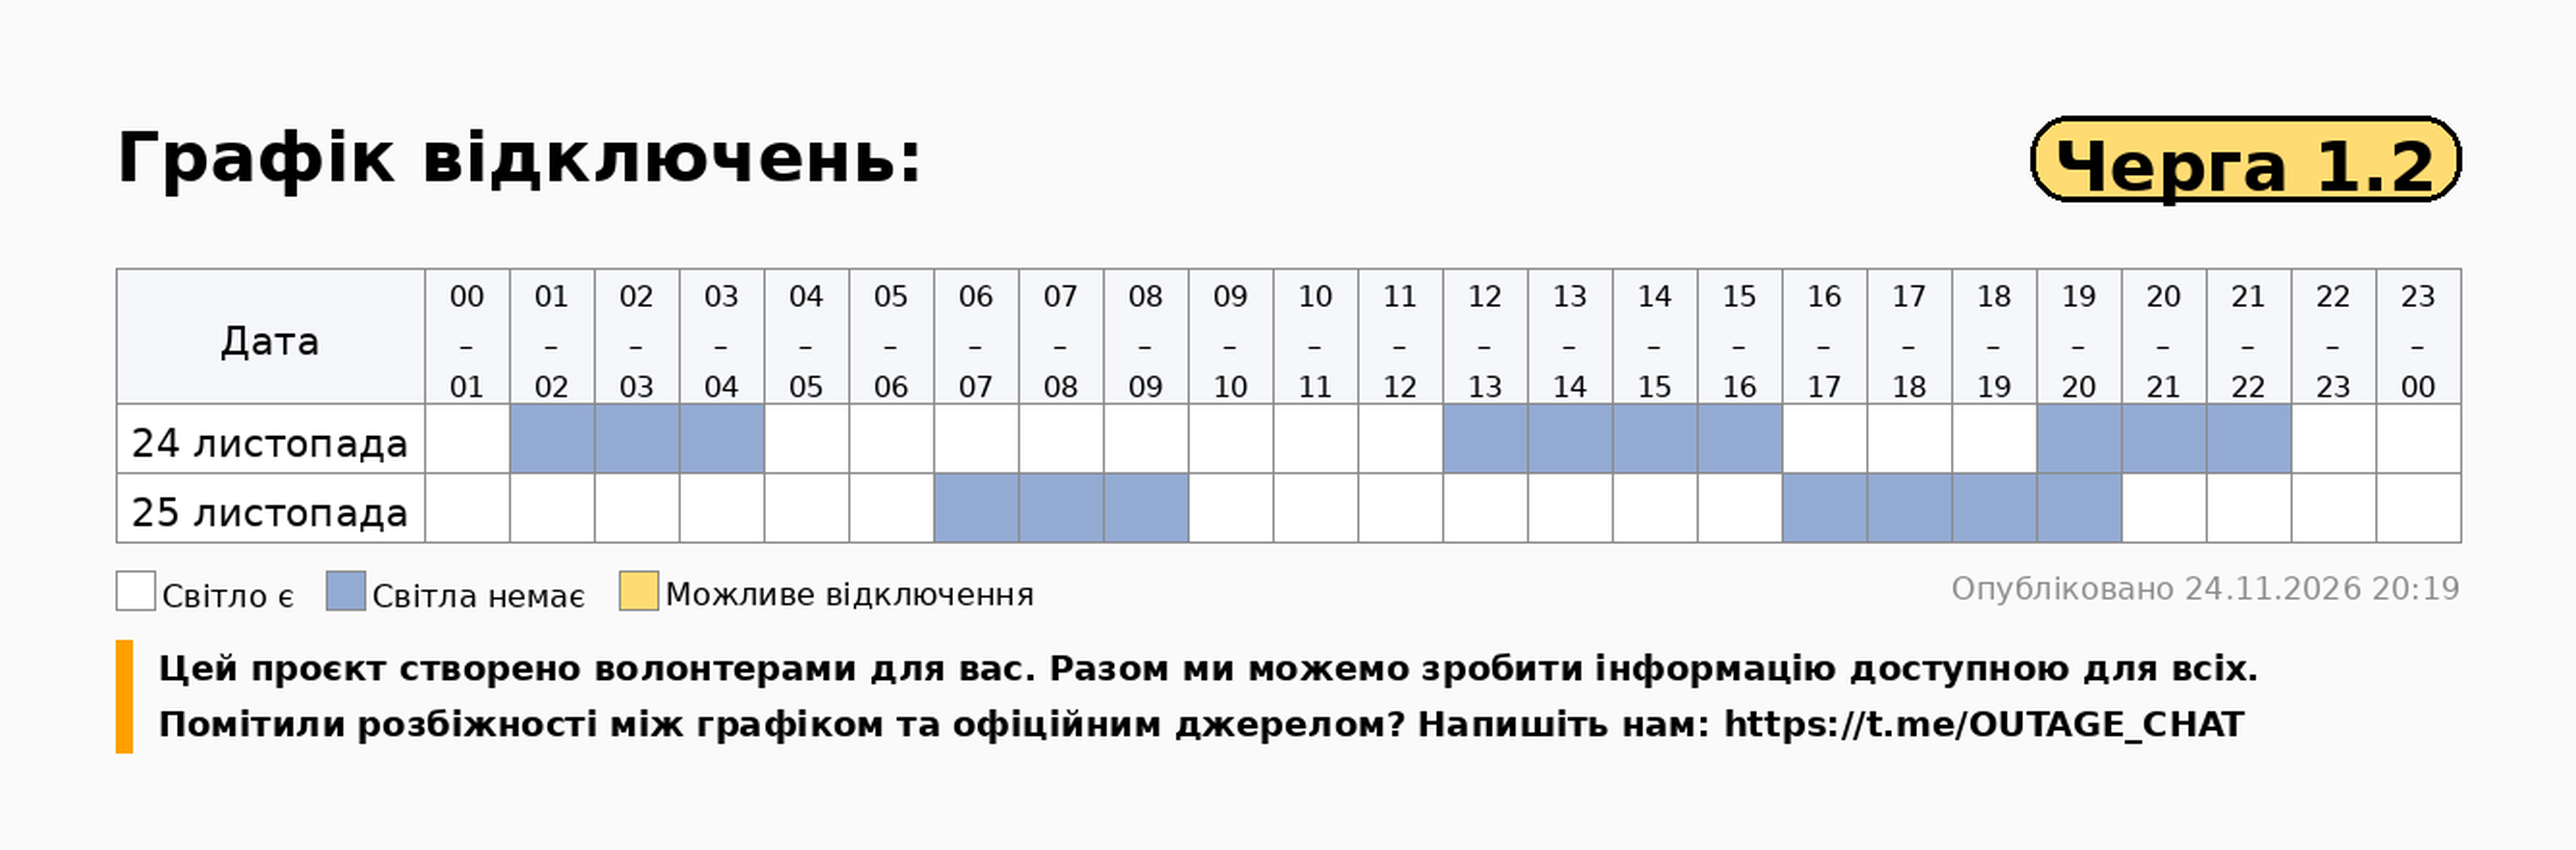 Графік відключень: Черга 1.2
Дата 00 – 01 01 – 02 02 – 03 03 – 04 04 – 05 05 – 06 06 – 07 07 – 08 08 – 09 09 – 10 10 – 11 11 – 12 12 – 13 13 – 14 14 – 15 15 – 16 16 – 17 17 – 18 18 – 19 19 – 20 20 – 21 21 – 22 22 – 23 23 – 00
24 листопада
25 листопада
Світло є Світла немає Можливе відключення Опубліковано 24.11.2026 20:19
Цей проєкт створено волонтерами для вас. Разом ми можемо зробити інформацію доступною для всіх.
Помітили розбіжності між графіком та офіційним джерелом? Напишіть нам: https://t.me/OUTAGE_CHAT